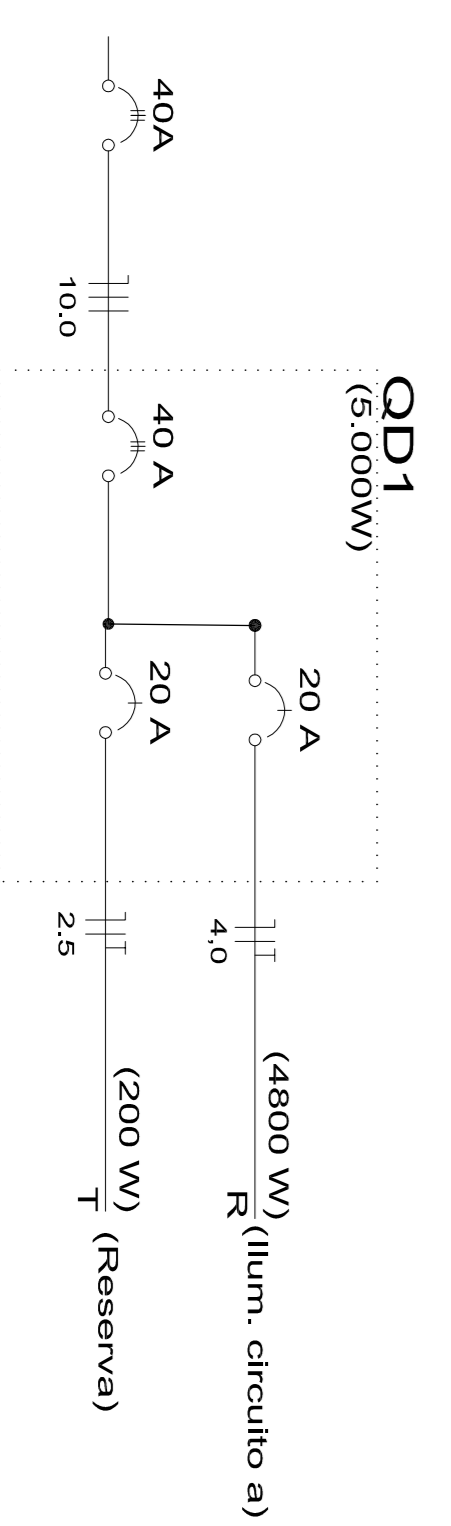 QD1
(5.000W)
40A
10.0
40 A
20 A
4,0
(4800 W)
R (Ilum. circuito a)
20 A
2.5
(200 W)
T (Reserva)